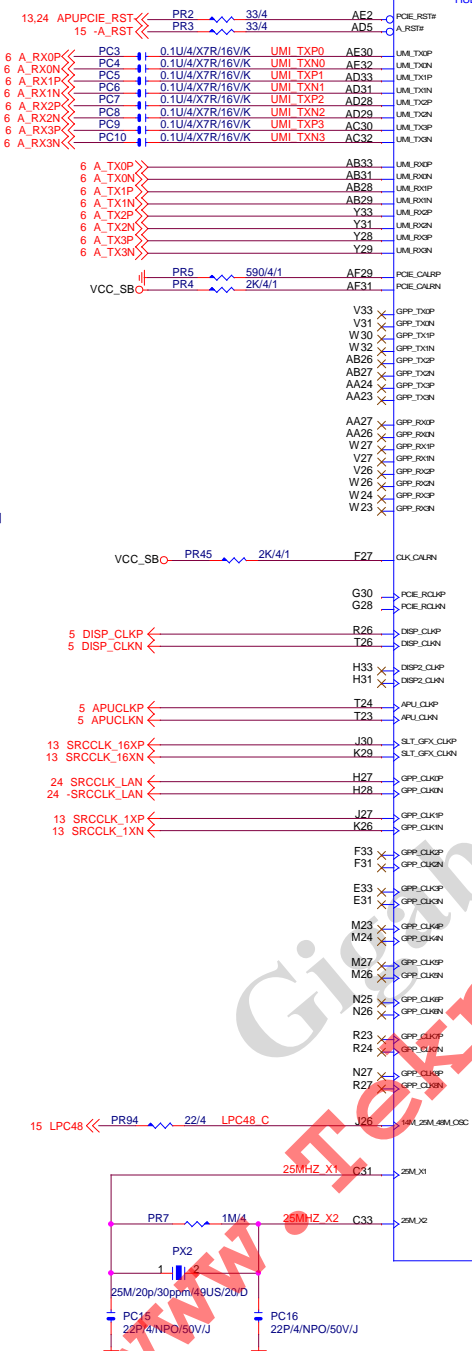 13,24 APUPCIE_RST PR2 33/4 AE2 PCIE_RST#
15 -A_RST PR3 33/4 AD5 A_RST#
6 A_RX0P PC3 0.1U/4/X7R/16V/K UMI_TXP0 AE30 UMI_TX0P
6 A_RX0N PC4 0.1U/4/X7R/16V/K UMI_TXN0 AE32 UMI_TX0N
6 A_RX1P PC5 0.1U/4/X7R/16V/K UMI_TXP1 AD33 UMI_TX1P
6 A_RX1N PC6 0.1U/4/X7R/16V/K UMI_TXN1 AD31 UMI_TX1N
6 A_RX2P PC7 0.1U/4/X7R/16V/K UMI_TXP2 AD28 UMI_TX2P
6 A_RX2N PC8 0.1U/4/X7R/16V/K UMI_TXN2 AD29 UMI_TX2N
6 A_RX3P PC9 0.1U/4/X7R/16V/K UMI_TXP3 AC30 UMI_TX3P
6 A_RX3N PC10 0.1U/4/X7R/16V/K UMI_TXN3 AC32 UMI_TX3N
6 A_TX0P AB33 UMI_RX0P
6 A_TX0N AB31 UMI_RX0N
6 A_TX1P AB28 UMI_RX1P
6 A_TX1N AB29 UMI_RX1N
6 A_TX2P Y33 UMI_RX2P
6 A_TX2N Y31 UMI_RX2N
6 A_TX3P Y28 UMI_RX3P
6 A_TX3N Y29 UMI_RX3N
PR5 590/4/1 AF29 PCIE_CALRP
VCC_SB PR4 2K/4/1 AF31 PCIE_CALRN
V33 GPP_TX0P
V31 GPP_TX0N
W30 GPP_TX1P
W32 GPP_TX1N
AB26 GPP_TX2P
AB27 GPP_TX2N
AA24 GPP_TX3P
AA23 GPP_TX3N
AA27 GPP_RX0P
AA26 GPP_RX0N
W27 GPP_RX1P
V27 GPP_RX1N
V26 GPP_RX2P
W26 GPP_RX2N
W24 GPP_RX3P
W23 GPP_RX3N
VCC_SB PR45 2K/4/1 F27 CLK_CALRN
G30 PCIE_RCLKP
G28 PCIE_RCLKN
5 DISP_CLKP R26 DISP_CLKP
5 DISP_CLKN T26 DISP_CLKN
H33 DISP2_CLKP
H31 DISP2_CLKN
5 APUCLKP T24 APU_CLKP
5 APUCLKN T23 APU_CLKN
13 SRCCLK_16XP J30 SLT_GFX_CLKP
13 SRCCLK_16XN K29 SLT_GFX_CLKN
24 SRCCLK_LAN H27 GPP_CLK0P
24 -SRCCLK_LAN H28 GPP_CLK0N
13 SRCCLK_1XP J27 GPP_CLK1P
13 SRCCLK_1XN K26 GPP_CLK1N
F33 GPP_CLK2P
F31 GPP_CLK2N
E33 GPP_CLK3P
E31 GPP_CLK3N
M23 GPP_CLK4P
M24 GPP_CLK4N
M27 GPP_CLK5P
M26 GPP_CLK5N
N25 GPP_CLK6P
N26 GPP_CLK6N
R23 GPP_CLK7P
R24 GPP_CLK7N
N27 GPP_CLK8P
R27 GPP_CLK8N
15 LPC48 PR94 22/4 LPC48_C J26 14M_25M_48M_OSC
25MHZ_X1 C31 25M_X1
PR7 1M/4 25MHZ_X2 C33 25M_X2
PX2
1 2
25M/20p/30ppm/49US/20/D
PC15 PC16
22P/4/NPO/50V/J 22P/4/NPO/50V/J